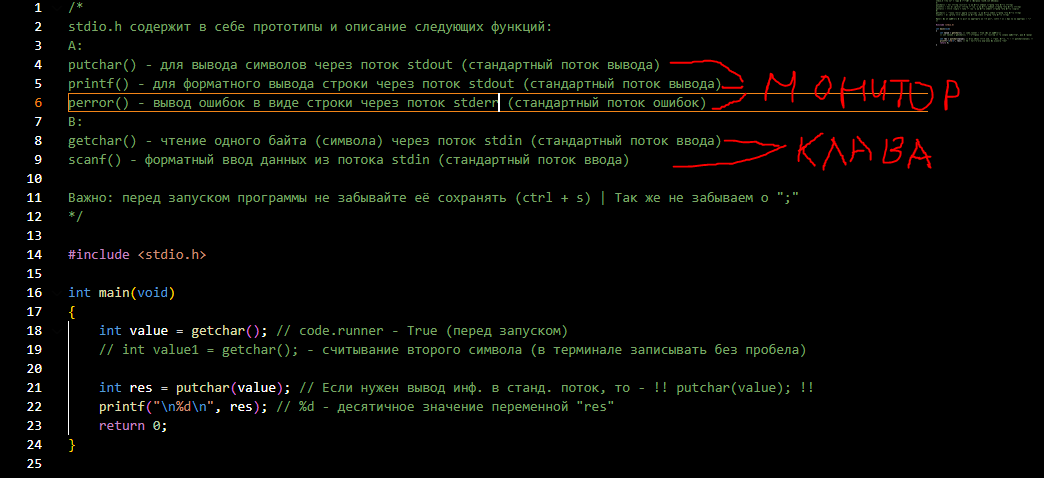 1 /*
2 stdio.h содержит в себе прототипы и описание следующих функций:
3 А:
4 putchar() - для вывода символов через поток stdout (стандартный поток вывода)
5 printf() - для форматного вывода строки через поток stdout (стандартный поток вывода)
6 perror() - вывод ошибок в виде строки через поток stderr (стандартный поток ошибок)
МОНИТОР
7 В:
8 getchar() - чтение одного байта (символа) через поток stdin (стандартный поток ввода)
9 scanf() - форматный ввод данных из потока stdin (стандартный поток ввода)
КЛАВА
10
11 Важно: перед запуском программы не забывайте её сохранять (ctrl + s) | Так же не забываем о ";"
12 */
13
14 #include <stdio.h>
15
16 int main(void)
17 {
18 int value = getchar(); // code.runner - True (перед запуском)
19 // int value1 = getchar(); - считывание второго символа (в терминале записывать без пробела)
20
21 int res = putchar(value); // Если нужен вывод инф. в станд. поток, то - !! putchar(value); !!
22 printf("\n%d\n", res); // %d - десятичное значение переменной "res"
23 return 0;
24 }
25